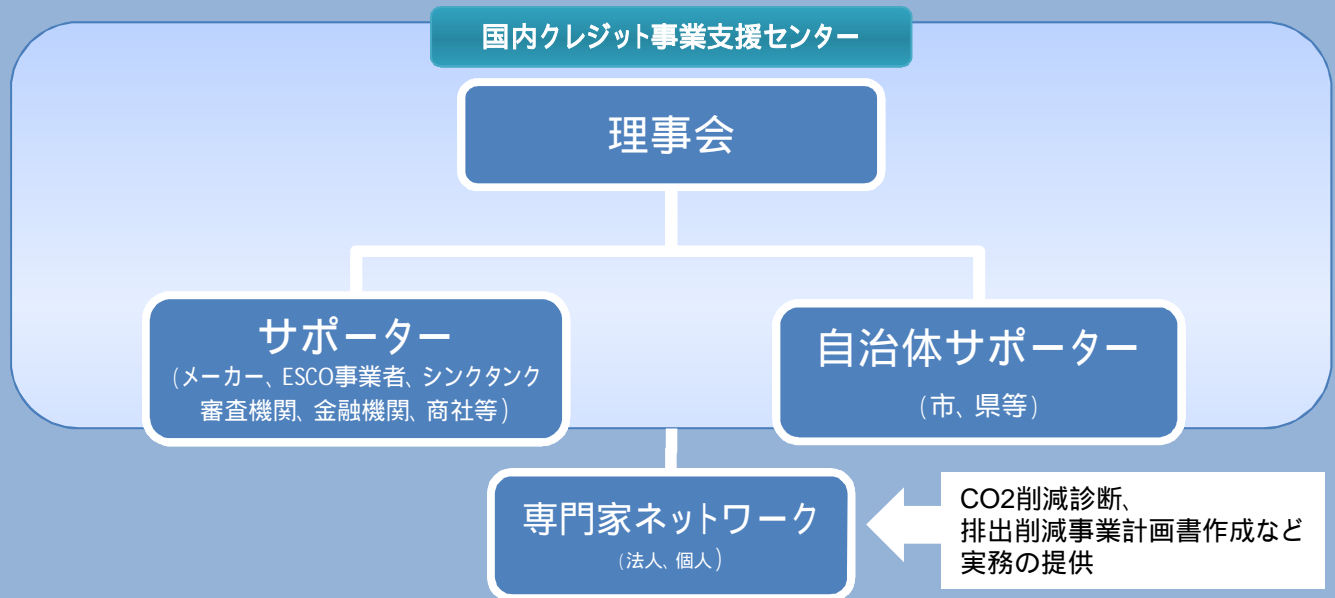 国内クレジット事業支援センター
理事会
サポーター
(メーカー、ESCO事業者、シンクタンク
審査機関、金融機関、商社等)
自治体サポーター
(市、県等)
専門家ネットワーク
(法人、個人)
CO2削減診断、
排出削減事業計画書作成など
実務の提供